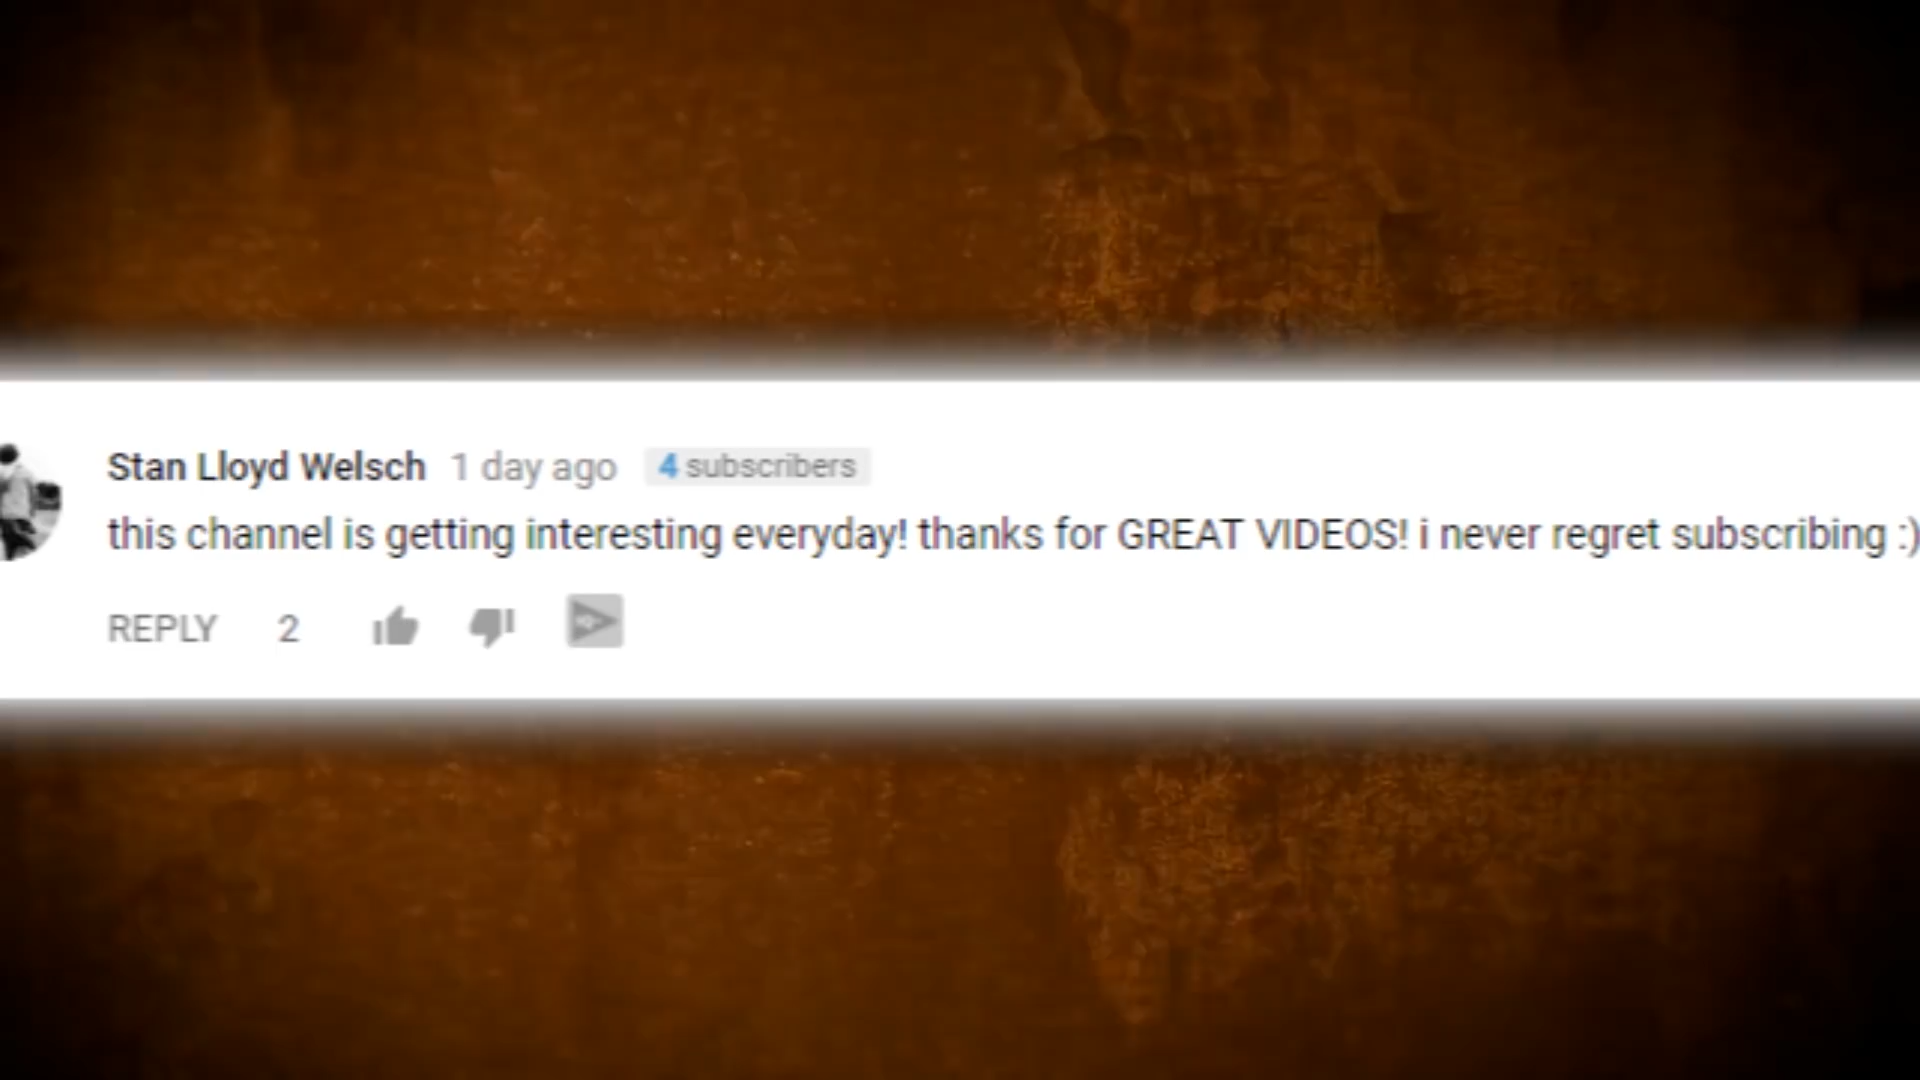 Stan Lloyd Welsch 1 day ago 4 subscribers
this channel is getting interesting everyday! thanks for GREAT VIDEOS! i never regret subscribing :)
REPLY 2